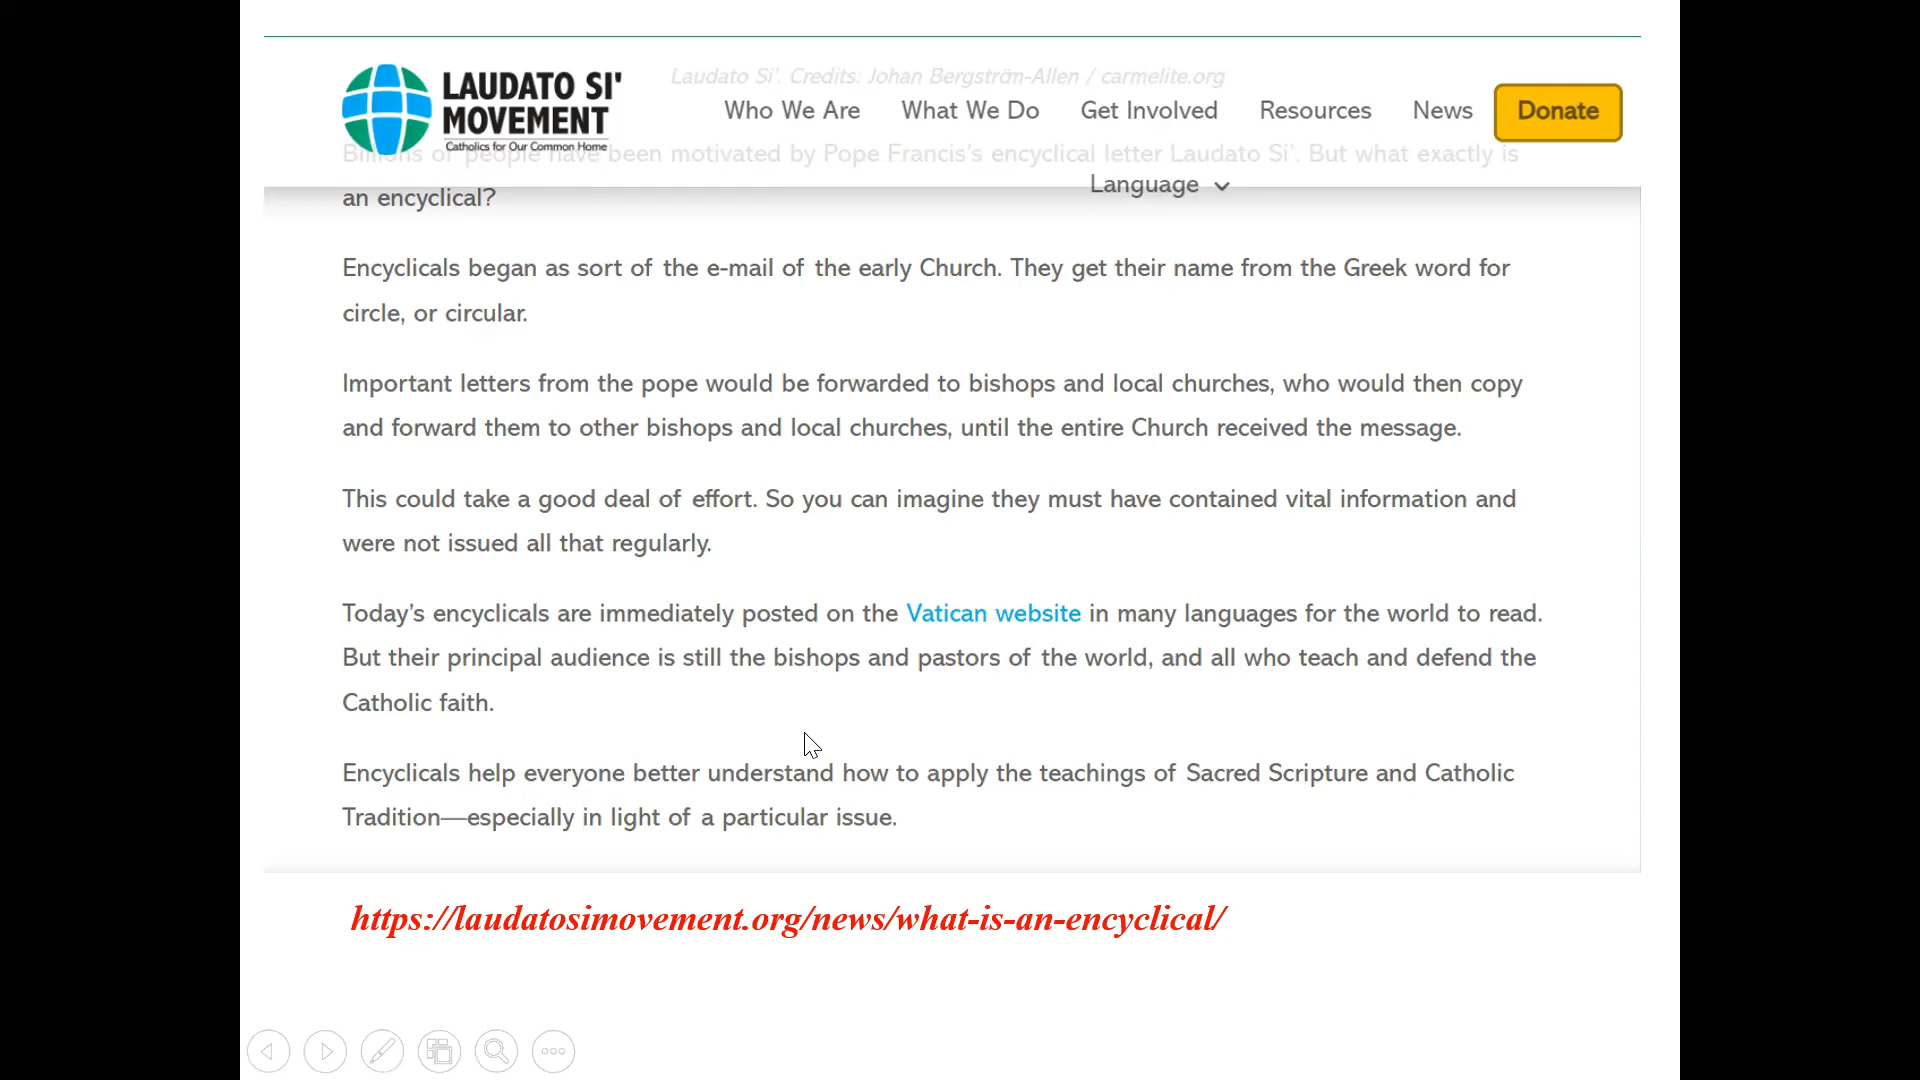 Laudato Si'. Credits: Johan Bergström-Allen / carmelite.org
LAUDATO SI'
MOVEMENT
Catholics for Our Common Home
Who We Are
What We Do
Get Involved
Resources
News
Donate
Billions of people have been motivated by Pope Francis's encyclical letter Laudato Si'. But what exactly is
Language
an encyclical?
Encyclicals began as sort of the e-mail of the early Church. They get their name from the Greek word for
circle, or circular.
Important letters from the pope would be forwarded to bishops and local churches, who would then copy
and forward them to other bishops and local churches, until the entire Church received the message.
This could take a good deal of effort. So you can imagine they must have contained vital information and
were not issued all that regularly.
Today's encyclicals are immediately posted on the Vatican website in many languages for the world to read.
But their principal audience is still the bishops and pastors of the world, and all who teach and defend the
Catholic faith.
Encyclicals help everyone better understand how to apply the teachings of Sacred Scripture and Catholic
Tradition—especially in light of a particular issue.
https://laudatosimovement.org/news/what-is-an-encyclical/